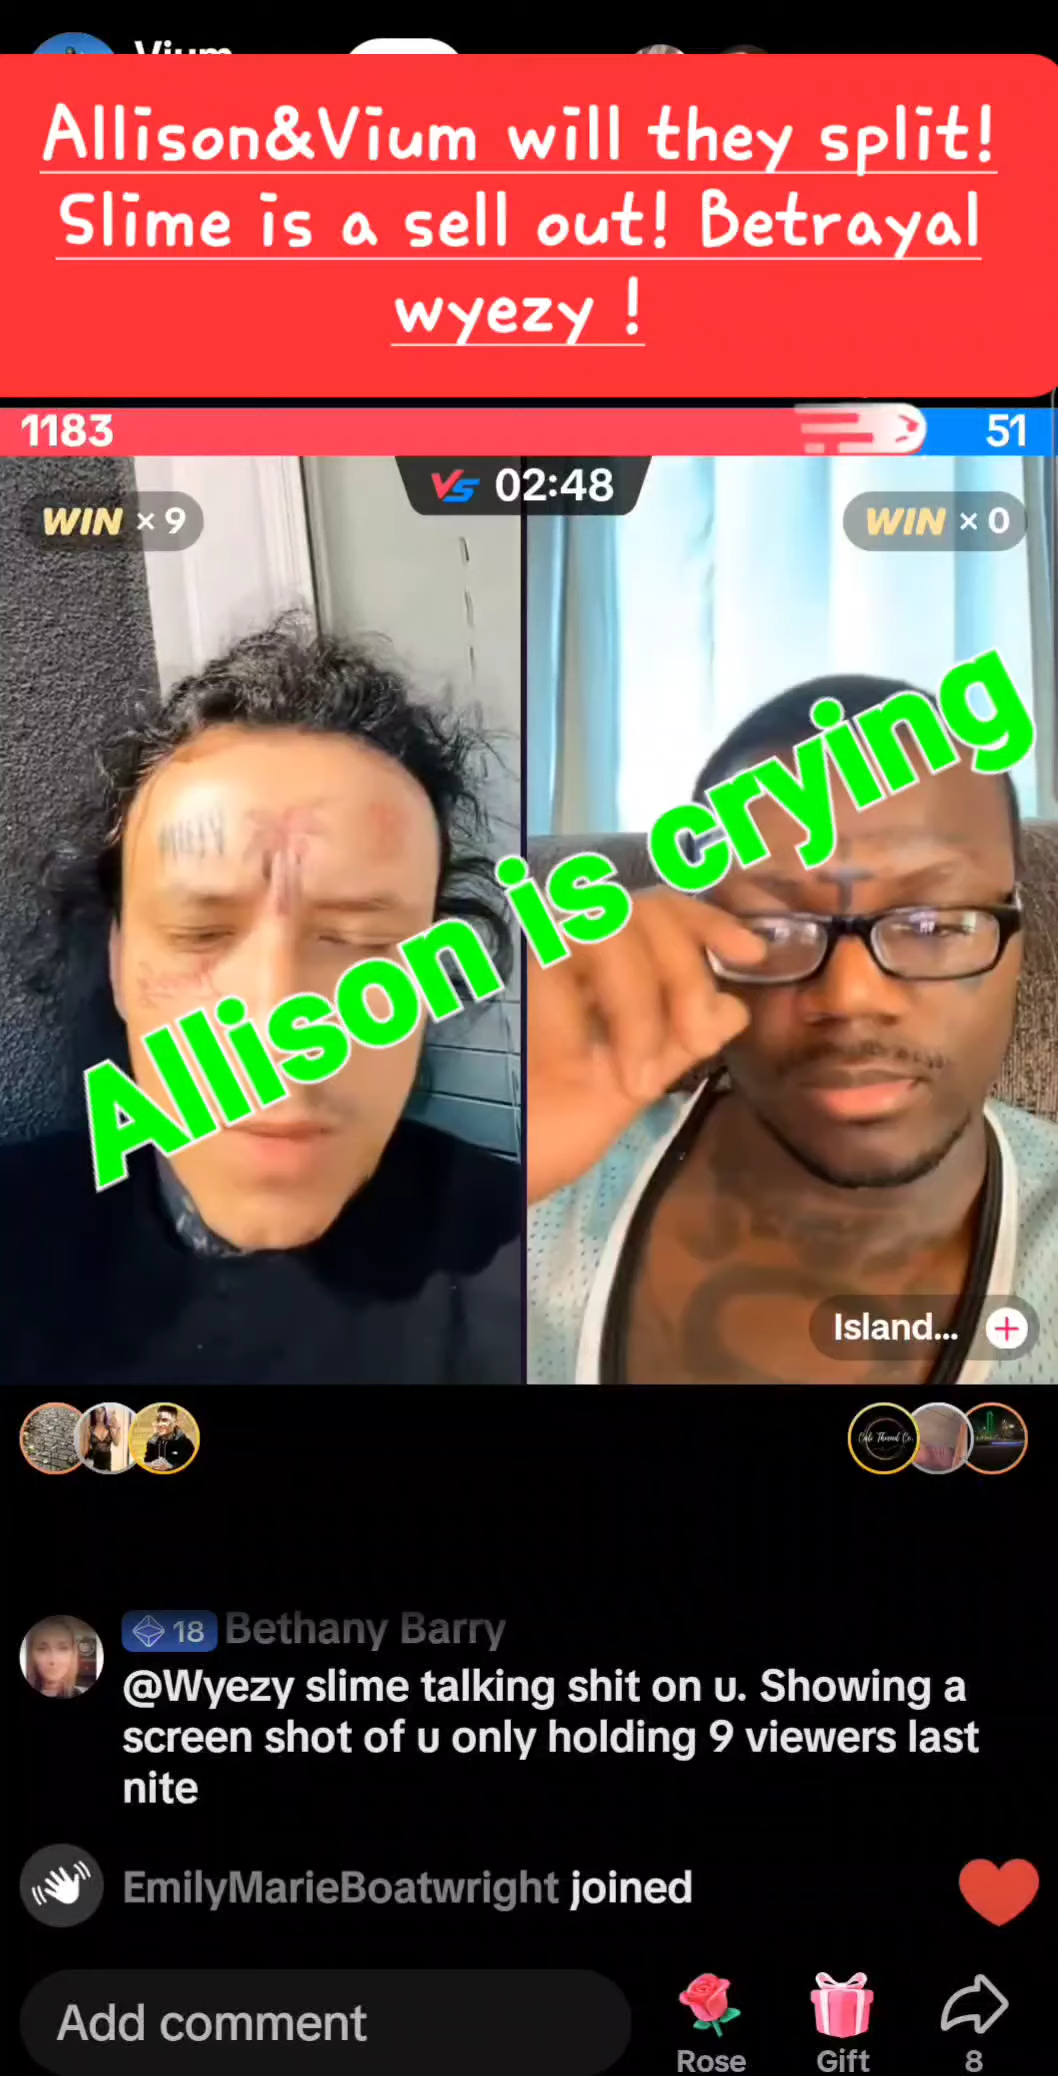 Vium
Allison&Vium will they split!
Slime is a sell out! Betrayal
wyezy !
1183
51
VS 02:48
WIN × 9
WIN × 0
Allison is crying
Island...
18 Bethany Barry
@Wyezy slime talking shit on u. Showing a
screen shot of u only holding 9 viewers last
nite
EmilyMarieBoatwright joined
Add comment
Rose
Gift
8